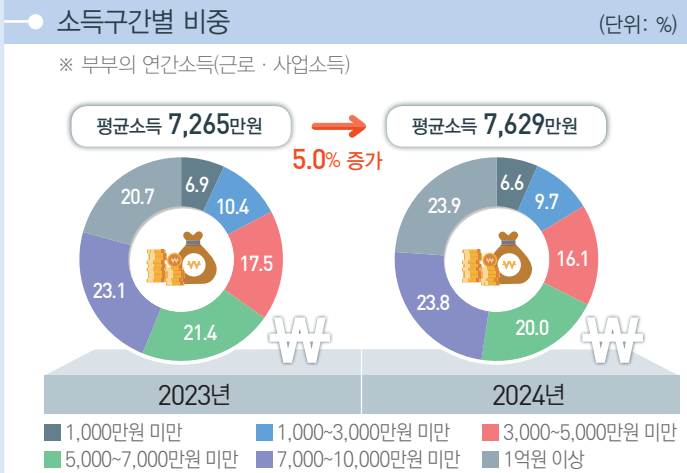 소득구간별 비중 (단위: %)
※ 부부의 연간소득(근로 · 사업소득)
평균소득 7,265만원
5.0% 증가
평균소득 7,629만원
6.9
10.4
17.5
21.4
23.1
20.7
6.6
9.7
16.1
20.0
23.8
23.9
₩
₩
2023년
2024년
1,000만원 미만
1,000~3,000만원 미만
3,000~5,000만원 미만
5,000~7,000만원 미만
7,000~10,000만원 미만
1억원 이상